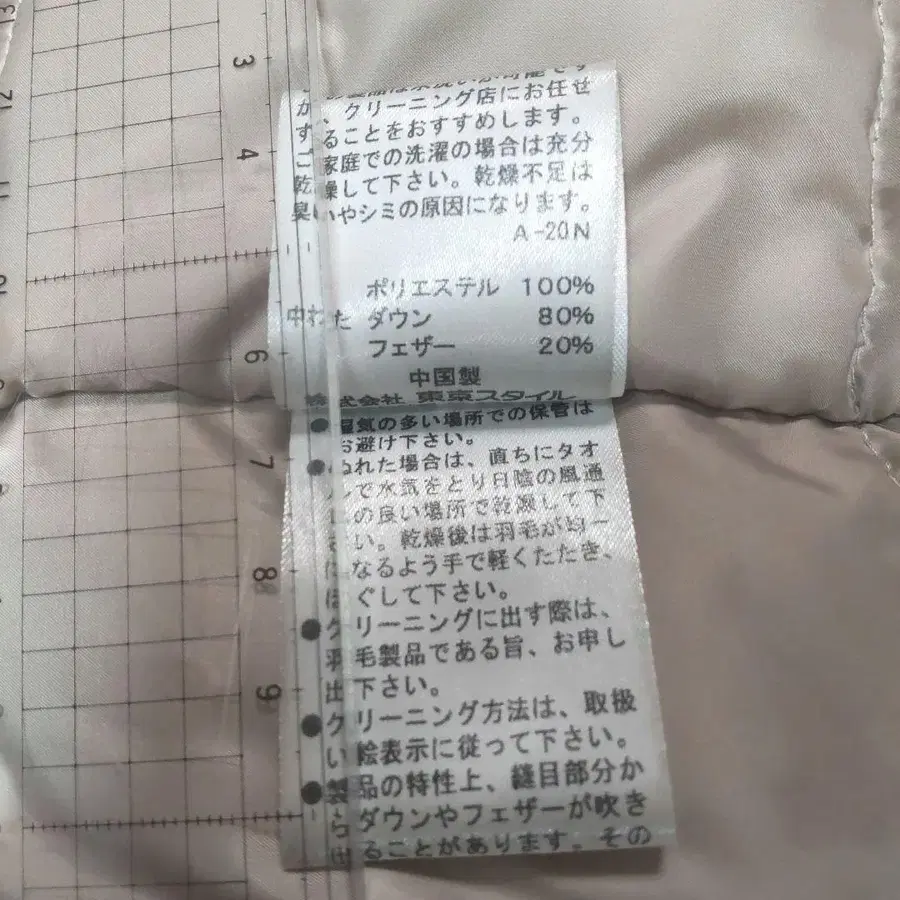 が、クリーニング店にお任せ
することをおすすめします。
ご家庭での洗濯の場合は充分
乾燥して下さい。乾燥不足は
臭いやシミの原因になります。
A-20N
ポリエステル 100%
中わた ダウン 80%
フェザー 20%
中国製
株式会社 東京スタイル
●湿気の多い場所での保管は
お避け下さい。
●ぬれた場合は、直ちにタオ
ルで水気をとり日陰の風通
しの良い場所で乾燥して下
さい。乾燥後は羽毛が均一
になるよう手で軽くたたき、
ほぐして下さい。
●クリーニングに出す際は、
羽毛製品である旨、お申し
出下さい。
●クリーニング方法は、取扱
い絵表示に従って下さい。
●製品の特性上、縫目部分か
らダウンやフェザーが吹き
出ることがあります。その
3
4
6
7
8
9